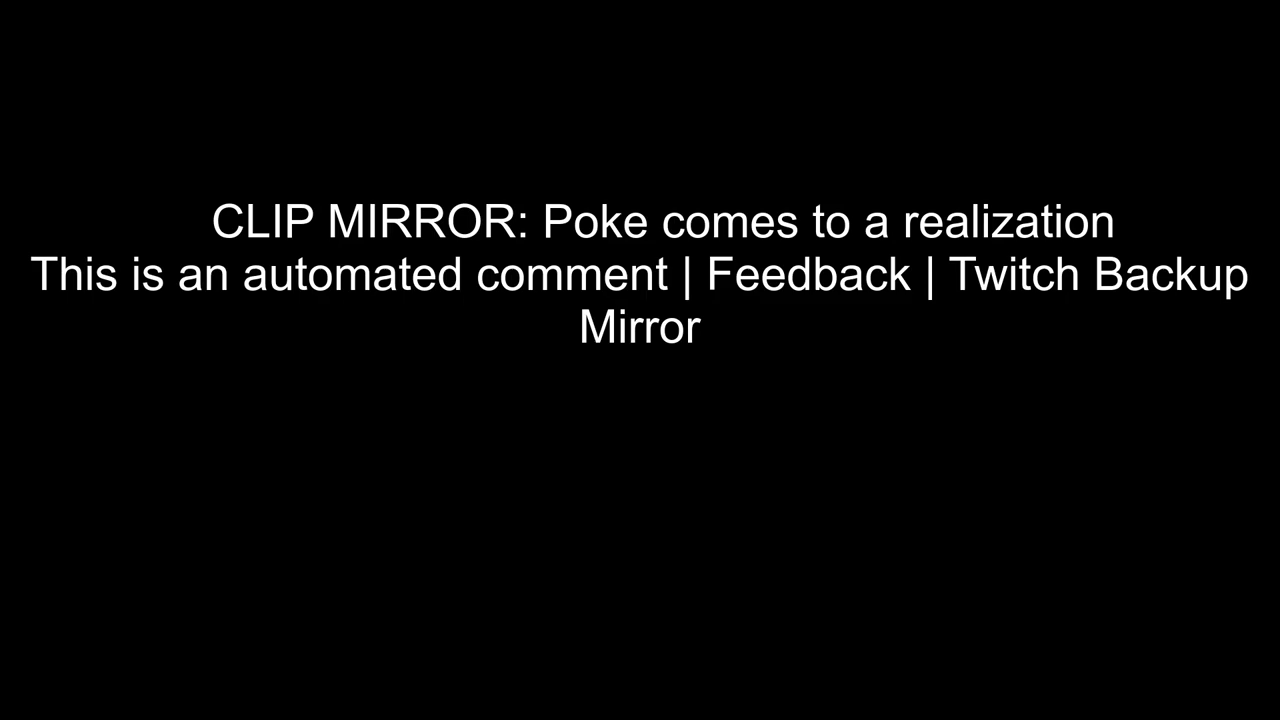 CLIP MIRROR: Poke comes to a realization
This is an automated comment | Feedback | Twitch Backup
Mirror